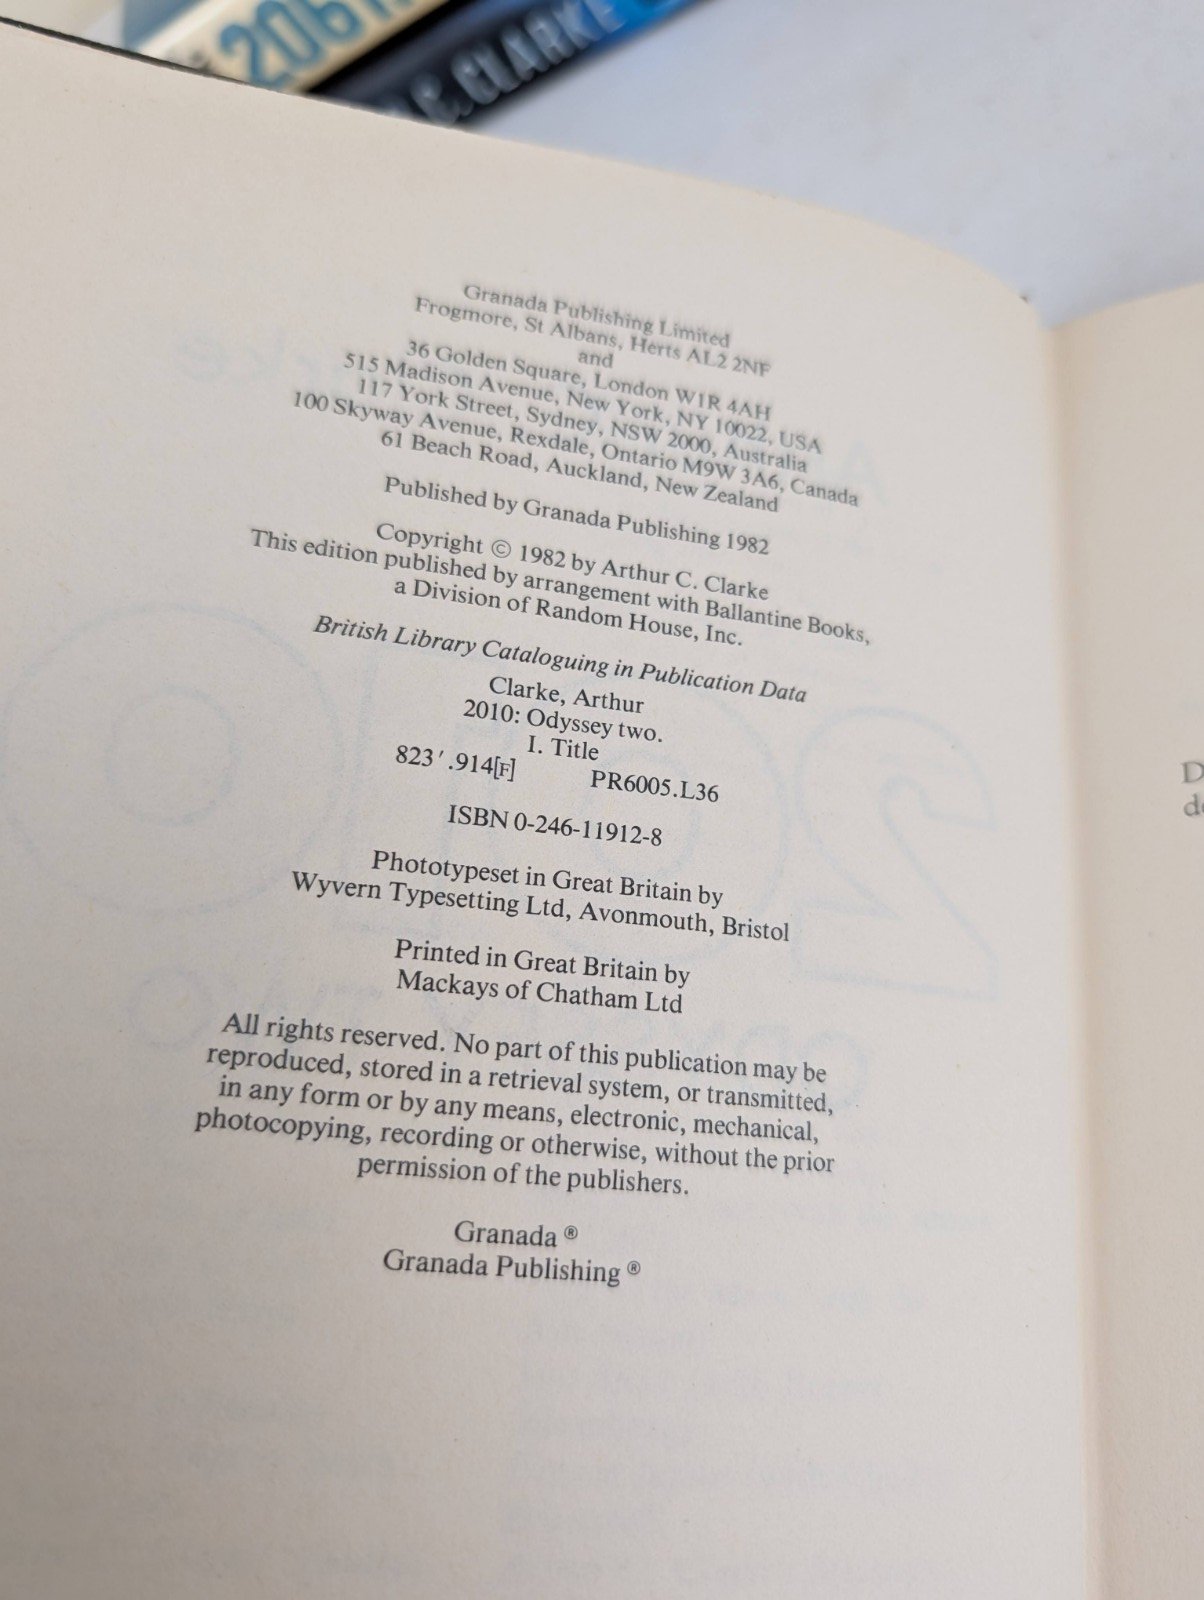 2061
C. CLARKE
Granada Publishing Limited
Frogmore, St Albans, Herts AL2 2NF
and
36 Golden Square, London W1R 4AH
515 Madison Avenue, New York, NY 10022, USA
117 York Street, Sydney, NSW 2000, Australia
100 Skyway Avenue, Rexdale, Ontario M9W 3A6, Canada
61 Beach Road, Auckland, New Zealand
Published by Granada Publishing 1982
Copyright © 1982 by Arthur C. Clarke
This edition published by arrangement with Ballantine Books,
a Division of Random House, Inc.
British Library Cataloguing in Publication Data
Clarke, Arthur
2010: Odyssey two.
I. Title
823′.914[F] PR6005.L36
ISBN 0-246-11912-8
Phototypeset in Great Britain by
Wyvern Typesetting Ltd, Avonmouth, Bristol
Printed in Great Britain by
Mackays of Chatham Ltd
All rights reserved. No part of this publication may be
reproduced, stored in a retrieval system, or transmitted,
in any form or by any means, electronic, mechanical,
photocopying, recording or otherwise, without the prior
permission of the publishers.
Granada ®
Granada Publishing ®